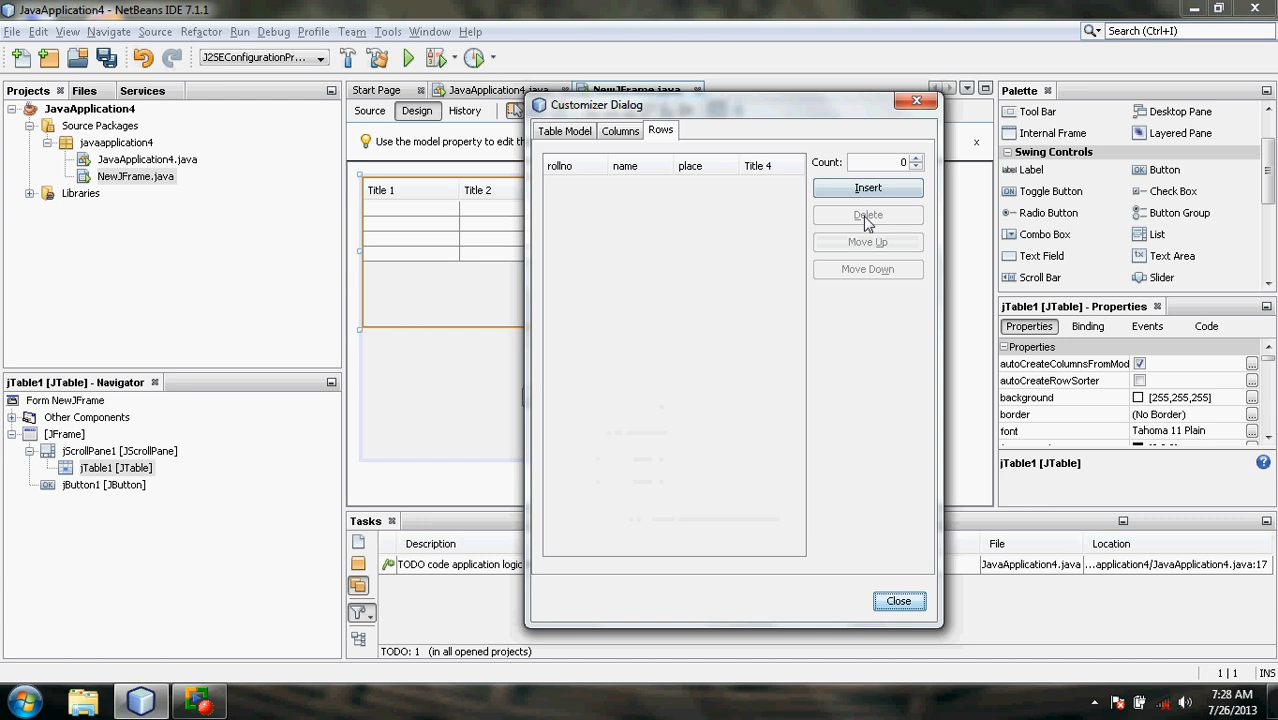 JavaApplication4 - NetBeans IDE 7.1.1
File Edit View Navigate Source Refactor Run Debug Profile Team Tools Window Help
Search (Ctrl+I)
J2SEConfigurationPr...
Projects Files Services
JavaApplication4
Source Packages
javaapplication4
JavaApplication4.java
NewJFrame.java
Libraries
jTable1 [JTable] - Navigator
Form NewJFrame
Other Components
[JFrame]
jScrollPane1 [JScrollPane]
jTable1 [JTable]
jButton1 [JButton]
Start Page JavaApplication4.java NewJFrame.java
Source Design History
Use the model property to edit th
Title 1 Title 2
Customizer Dialog
Table Model Columns Rows
rollno name place Title 4
Count: 0
Insert
Delete
Move Up
Move Down
Close
Palette
Tool Bar Desktop Pane
Internal Frame Layered Pane
Swing Controls
Label Button
Toggle Button Check Box
Radio Button Button Group
Combo Box List
Text Field Text Area
Scroll Bar Slider
jTable1 [JTable] - Properties
Properties Binding Events Code
Properties
autoCreateColumnsFromMod
autoCreateRowSorter
background [255,255,255]
border (No Border)
font Tahoma 11 Plain
jTable1 [JTable]
Tasks
Description File Location
TODO code application logic JavaApplication4.java ...application4/JavaApplication4.java:17
TODO: 1 (in all opened projects)
1 | 1 INS
7:28 AM
7/26/2013